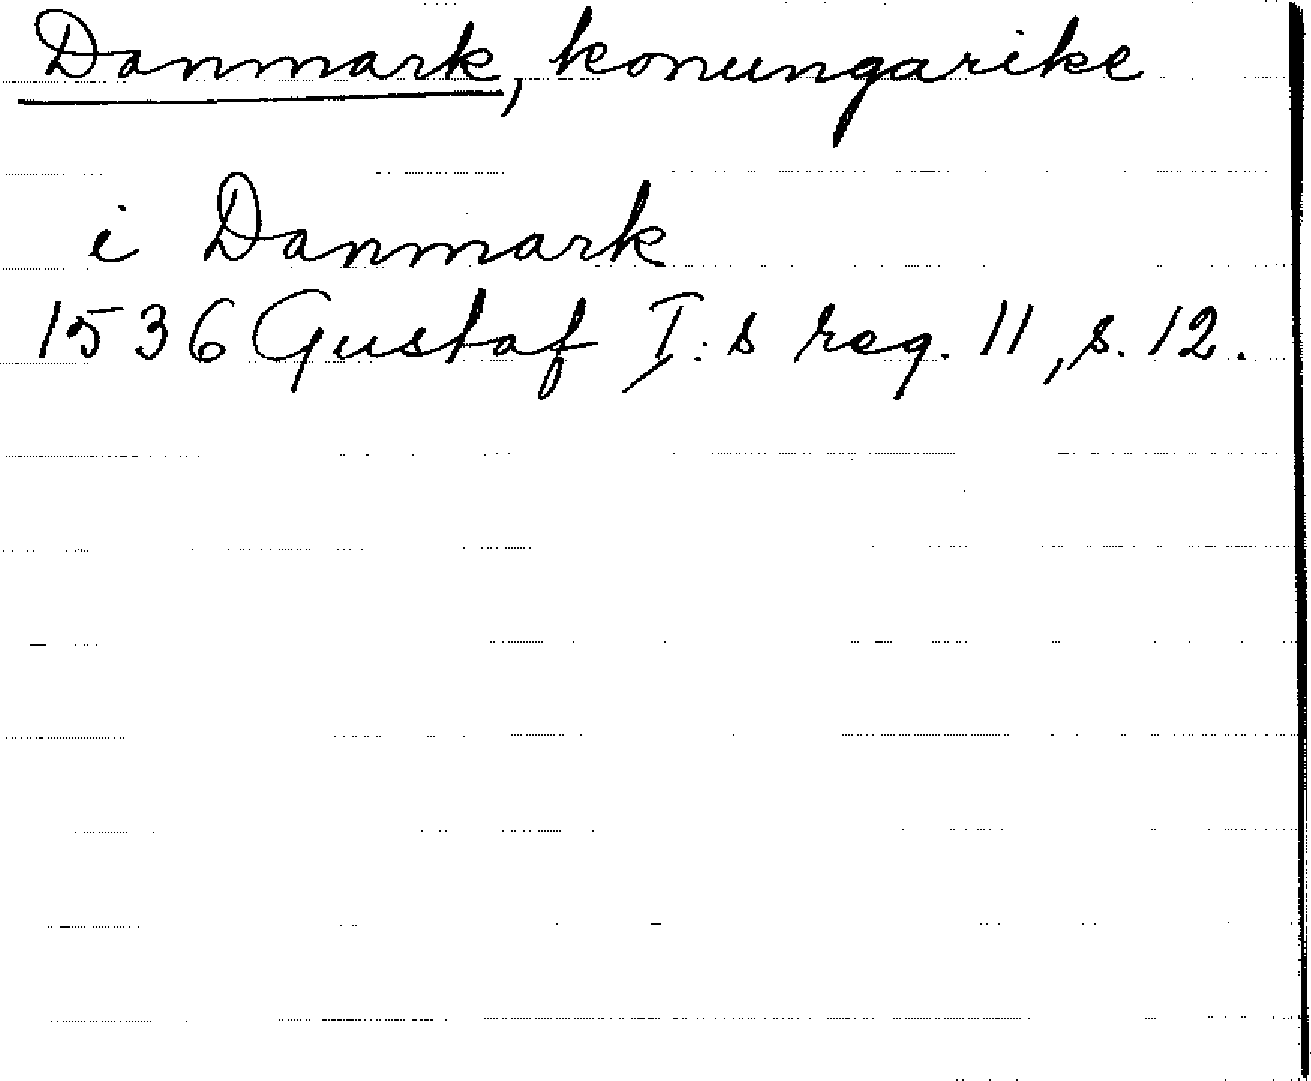 Danmark, konungarike
i Danmark
1536 Gustaf I:s reg. 11, s. 12.